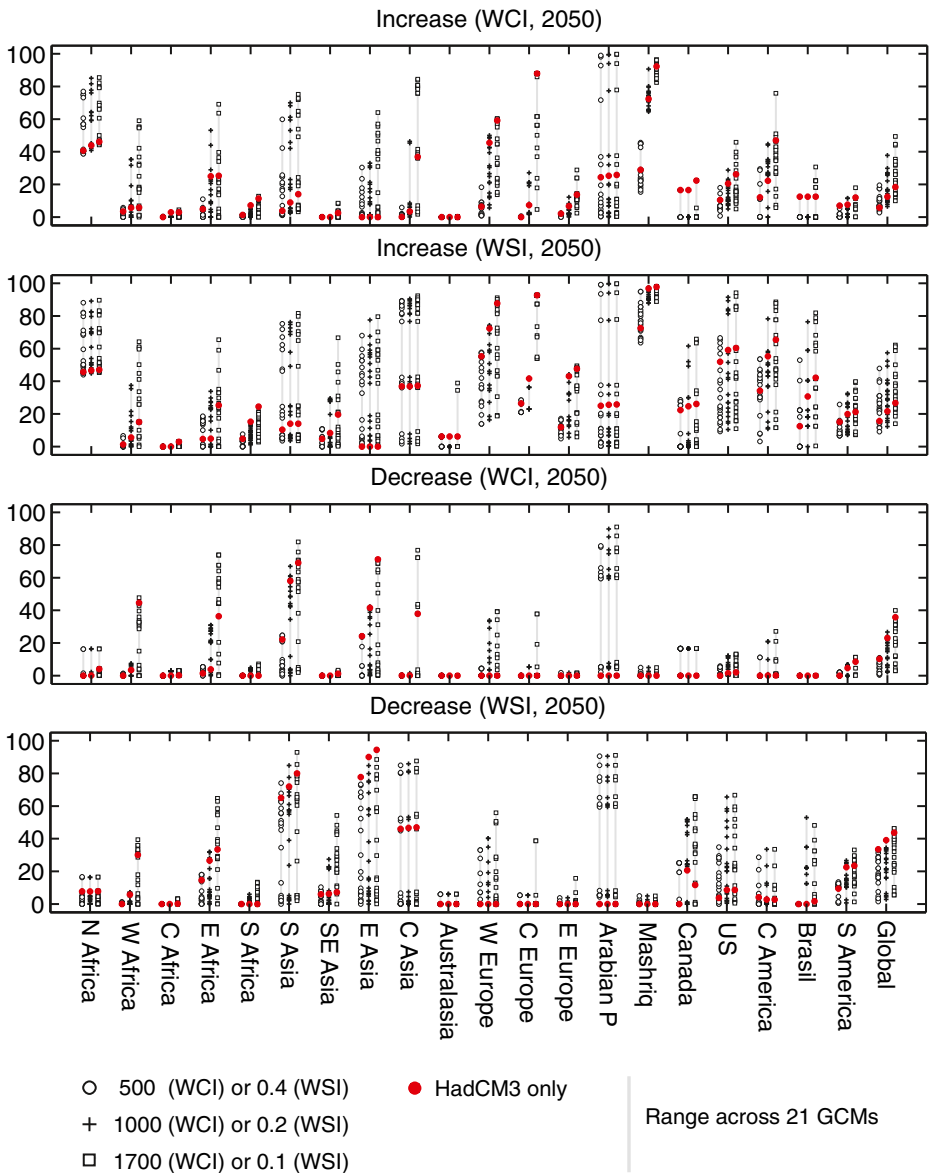 Increase (WCI, 2050)
100
80
60
40
20
0
Increase (WSI, 2050)
100
80
60
40
20
0
Decrease (WCI, 2050)
100
80
60
40
20
0
Decrease (WSI, 2050)
100
80
60
40
20
0
N Africa
W Africa
C Africa
E Africa
S Africa
S Asia
SE Asia
E Asia
C Asia
Australasia
W Europe
C Europe
E Europe
Arabian P
Mashriq
Canada
US
C America
Brasil
S America
Global
500 (WCI) or 0.4 (WSI)
1000 (WCI) or 0.2 (WSI)
1700 (WCI) or 0.1 (WSI)
HadCM3 only
Range across 21 GCMs